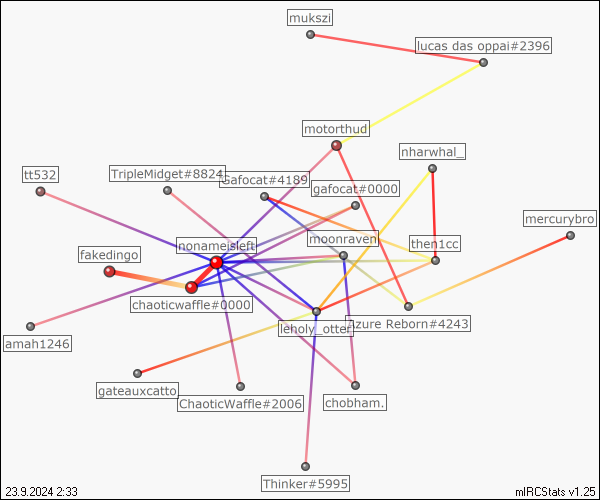 mukszi
lucas das oppai#2396
motorthud
nharwhal_
tt532
TripleMidget#8824
Gafocat#4189
gafocat#0000
mercurybro
moonraven
then1cc
nonameisleft
fakedingo
chaoticwaffle#0000
leholy_otter
Azure Reborn#4243
amah1246
gateauxcatto
ChaoticWaffle#2006
chobham.
Thinker#5995
23.9.2024 2:33
mIRCStats v1.25